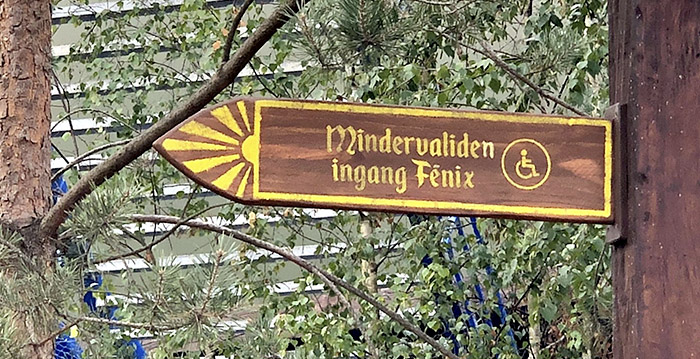 Mindervaliden
ingang Fēnix